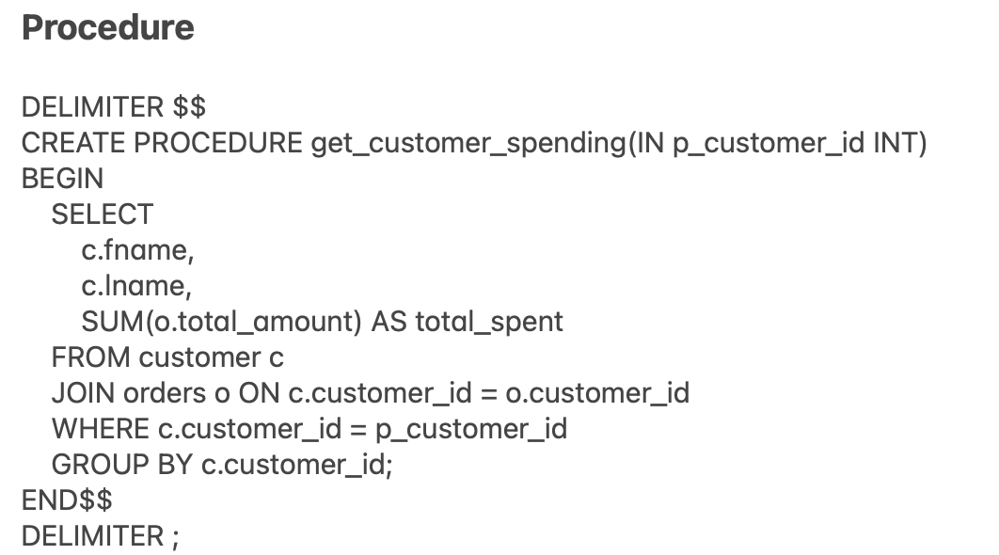 Procedure
DELIMITER $$
CREATE PROCEDURE get_customer_spending(IN p_customer_id INT)
BEGIN
SELECT
c.fname,
c.lname,
SUM(o.total_amount) AS total_spent
FROM customer c
JOIN orders o ON c.customer_id = o.customer_id
WHERE c.customer_id = p_customer_id
GROUP BY c.customer_id;
END$$
DELIMITER ;